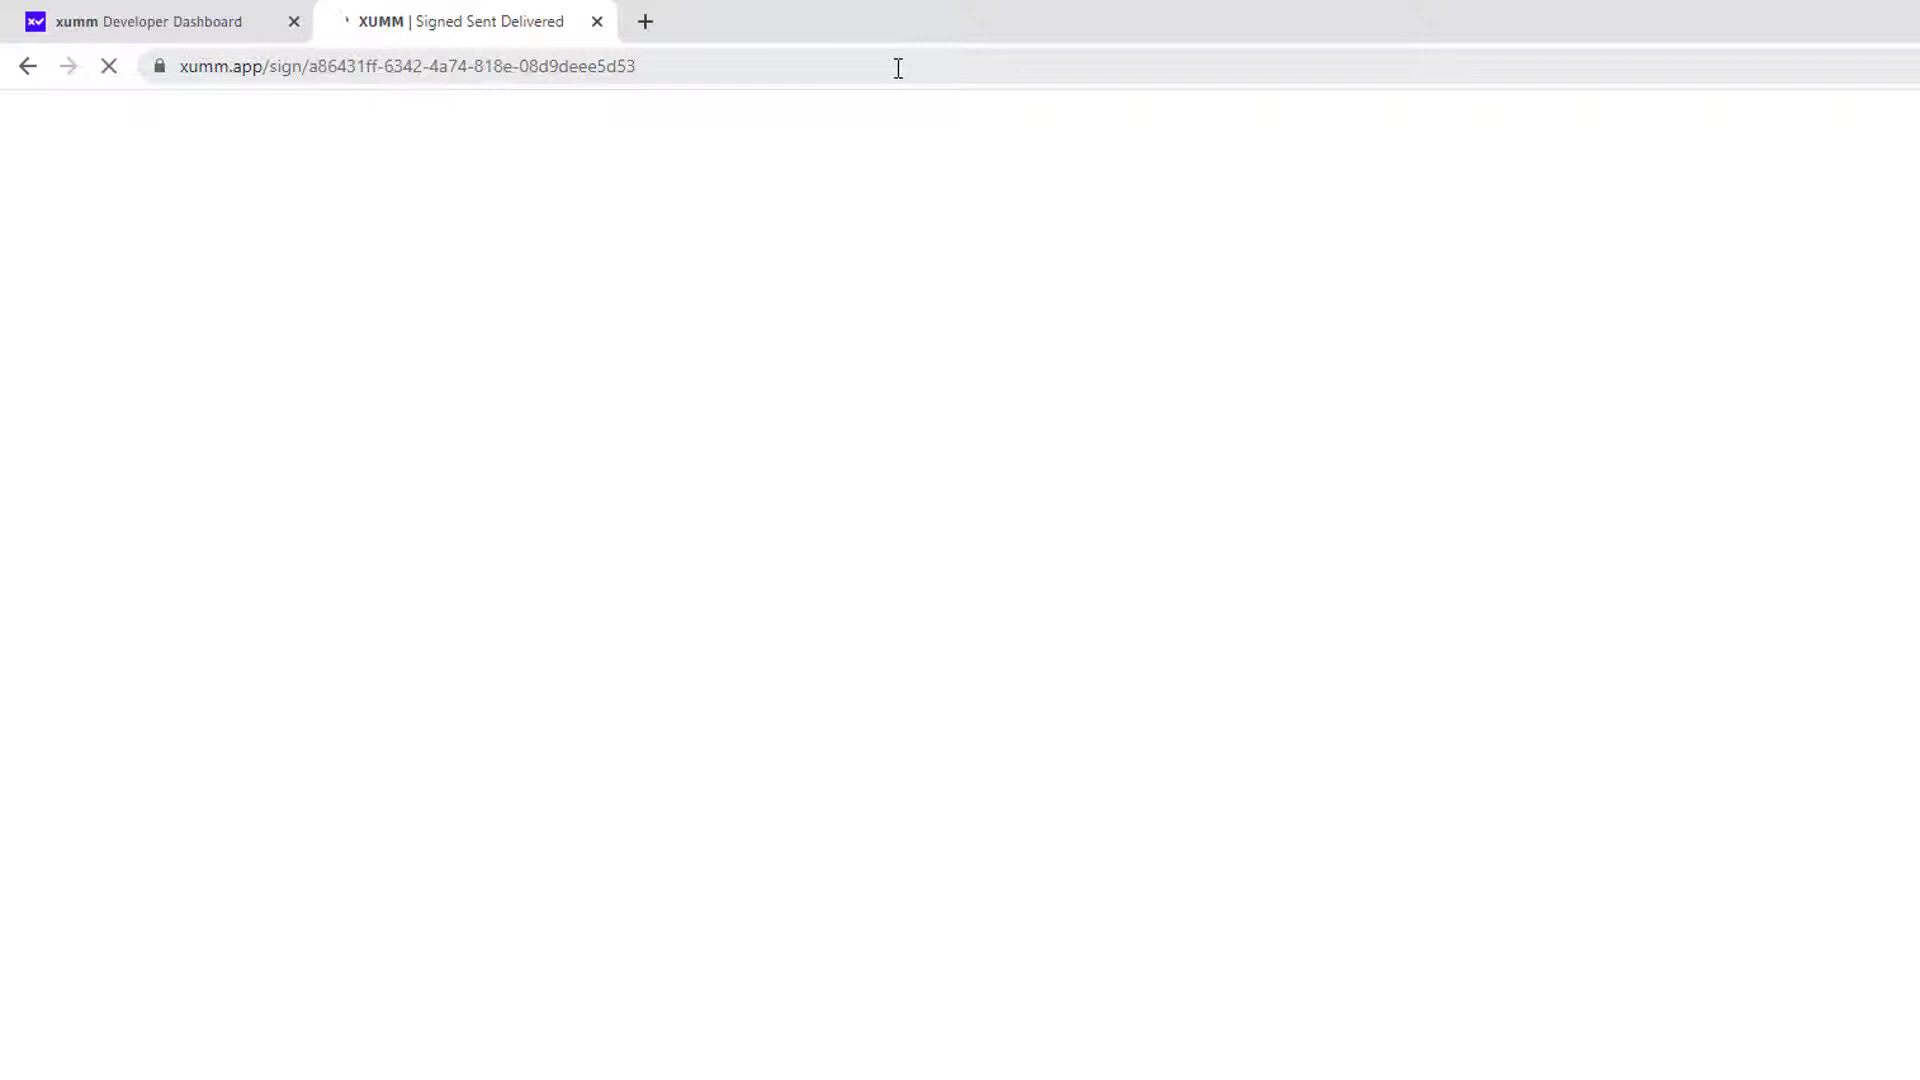 xumm Developer Dashboard
XUMM | Signed Sent Delivered
xumm.app/sign/a86431ff-6342-4a74-818e-08d9deee5d53